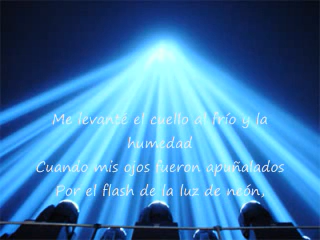 Me levanté el cuello al frío y la
humedad
Cuando mis ojos fueron apuñalados
Por el flash de la luz de neón,